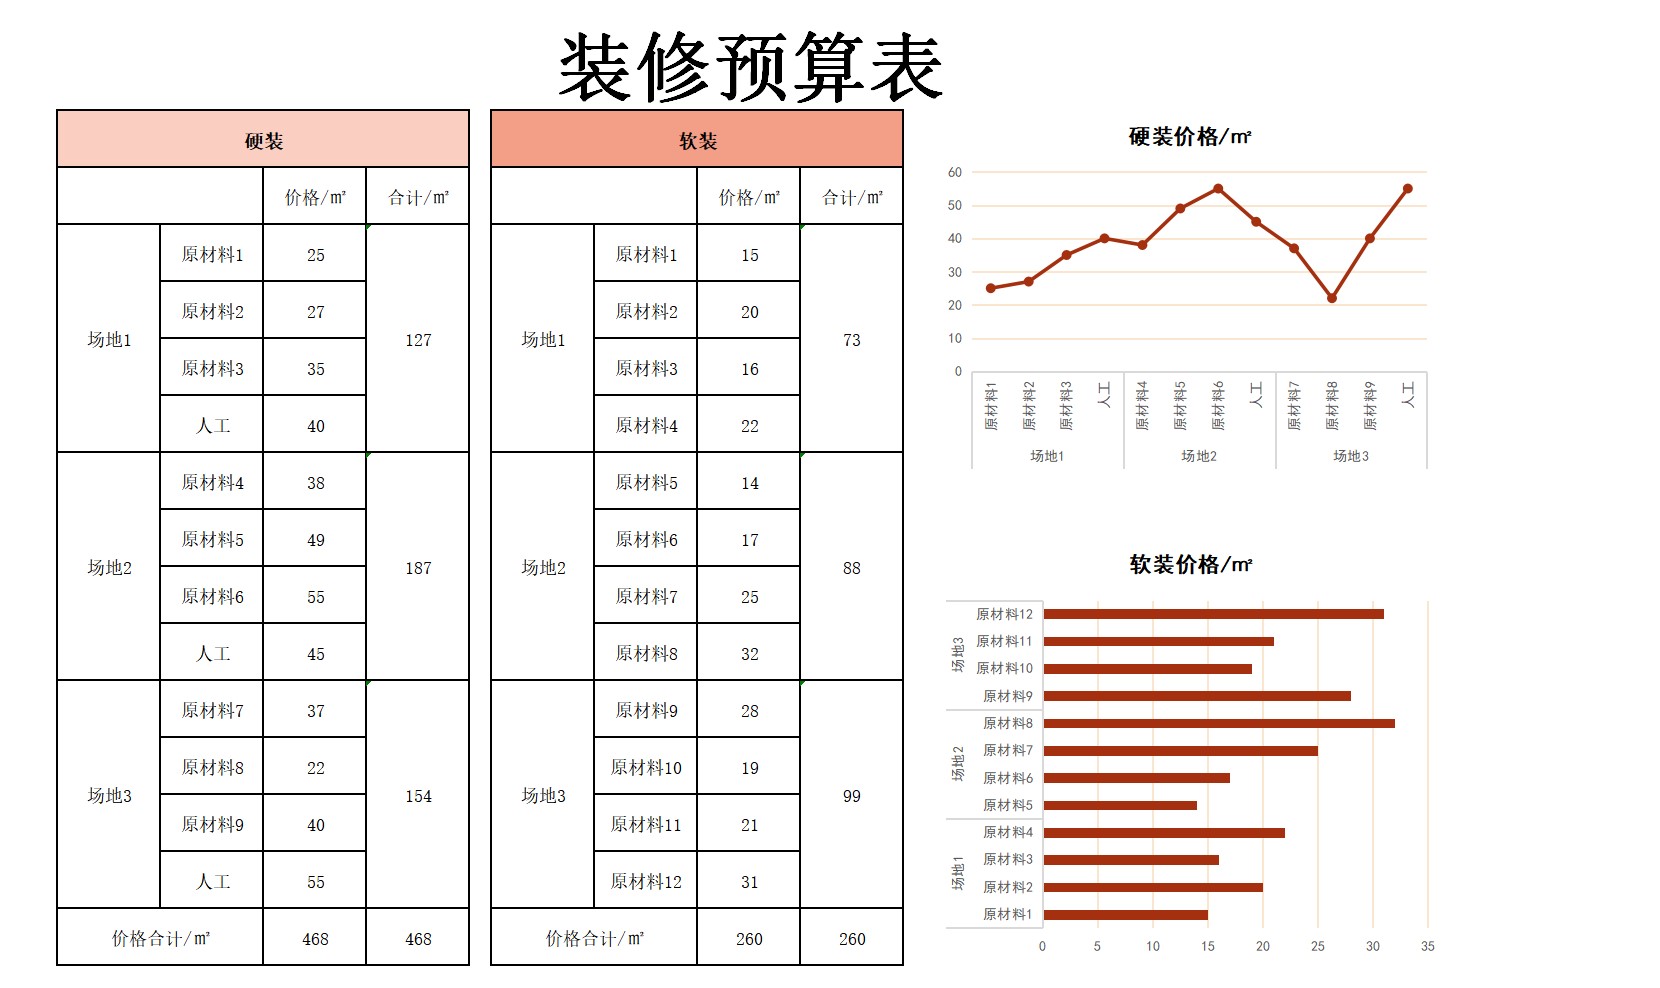 装修预算表
硬装
价格/㎡ 合计/㎡
场地1 原材料1 25 127
原材料2 27
原材料3 35
人工 40
场地2 原材料4 38 187
原材料5 49
原材料6 55
人工 45
场地3 原材料7 37 154
原材料8 22
原材料9 40
人工 55
价格合计/㎡ 468 468
软装
价格/㎡ 合计/㎡
场地1 原材料1 15 73
原材料2 20
原材料3 16
原材料4 22
场地2 原材料5 14 88
原材料6 17
原材料7 25
原材料8 32
场地3 原材料9 28 99
原材料10 19
原材料11 21
原材料12 31
价格合计/㎡ 260 260
硬装价格/㎡
60
50
40
30
20
10
0
原材料1 原材料2 原材料3 人工 原材料4 原材料5 原材料6 人工 原材料7 原材料8 原材料9 人工
场地1 场地2 场地3
软装价格/㎡
场地3
原材料12
原材料11
原材料10
原材料9
场地2
原材料8
原材料7
原材料6
原材料5
场地1
原材料4
原材料3
原材料2
原材料1
0 5 10 15 20 25 30 35